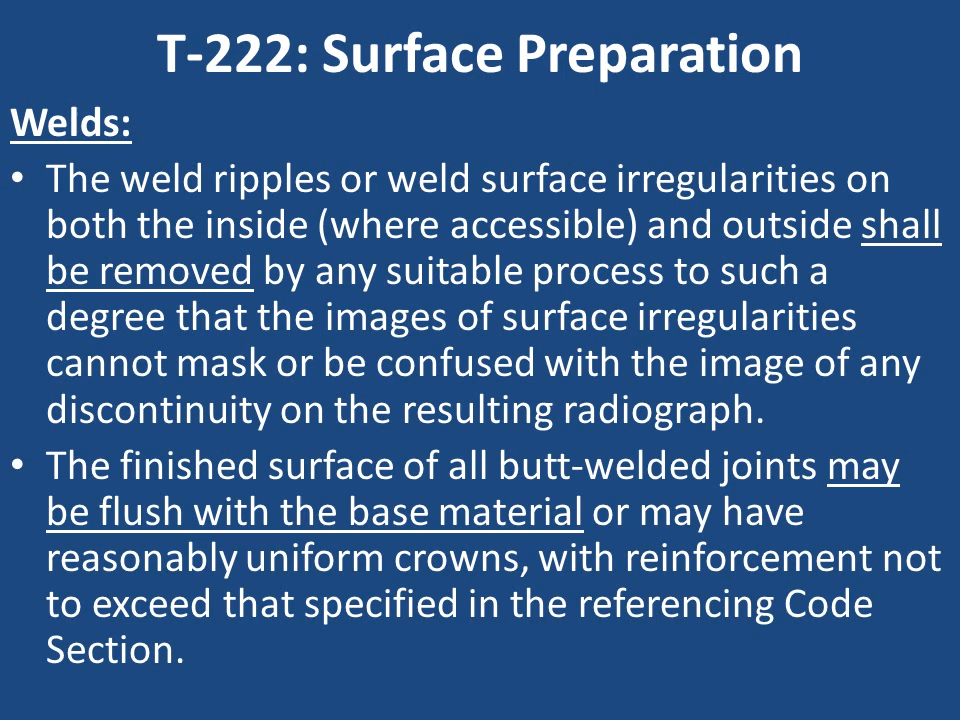 T-222: Surface Preparation
Welds:
• The weld ripples or weld surface irregularities on
both the inside (where accessible) and outside shall
be removed by any suitable process to such a
degree that the images of surface irregularities
cannot mask or be confused with the image of any
discontinuity on the resulting radiograph.
• The finished surface of all butt-welded joints may
be flush with the base material or may have
reasonably uniform crowns, with reinforcement not
to exceed that specified in the referencing Code
Section.